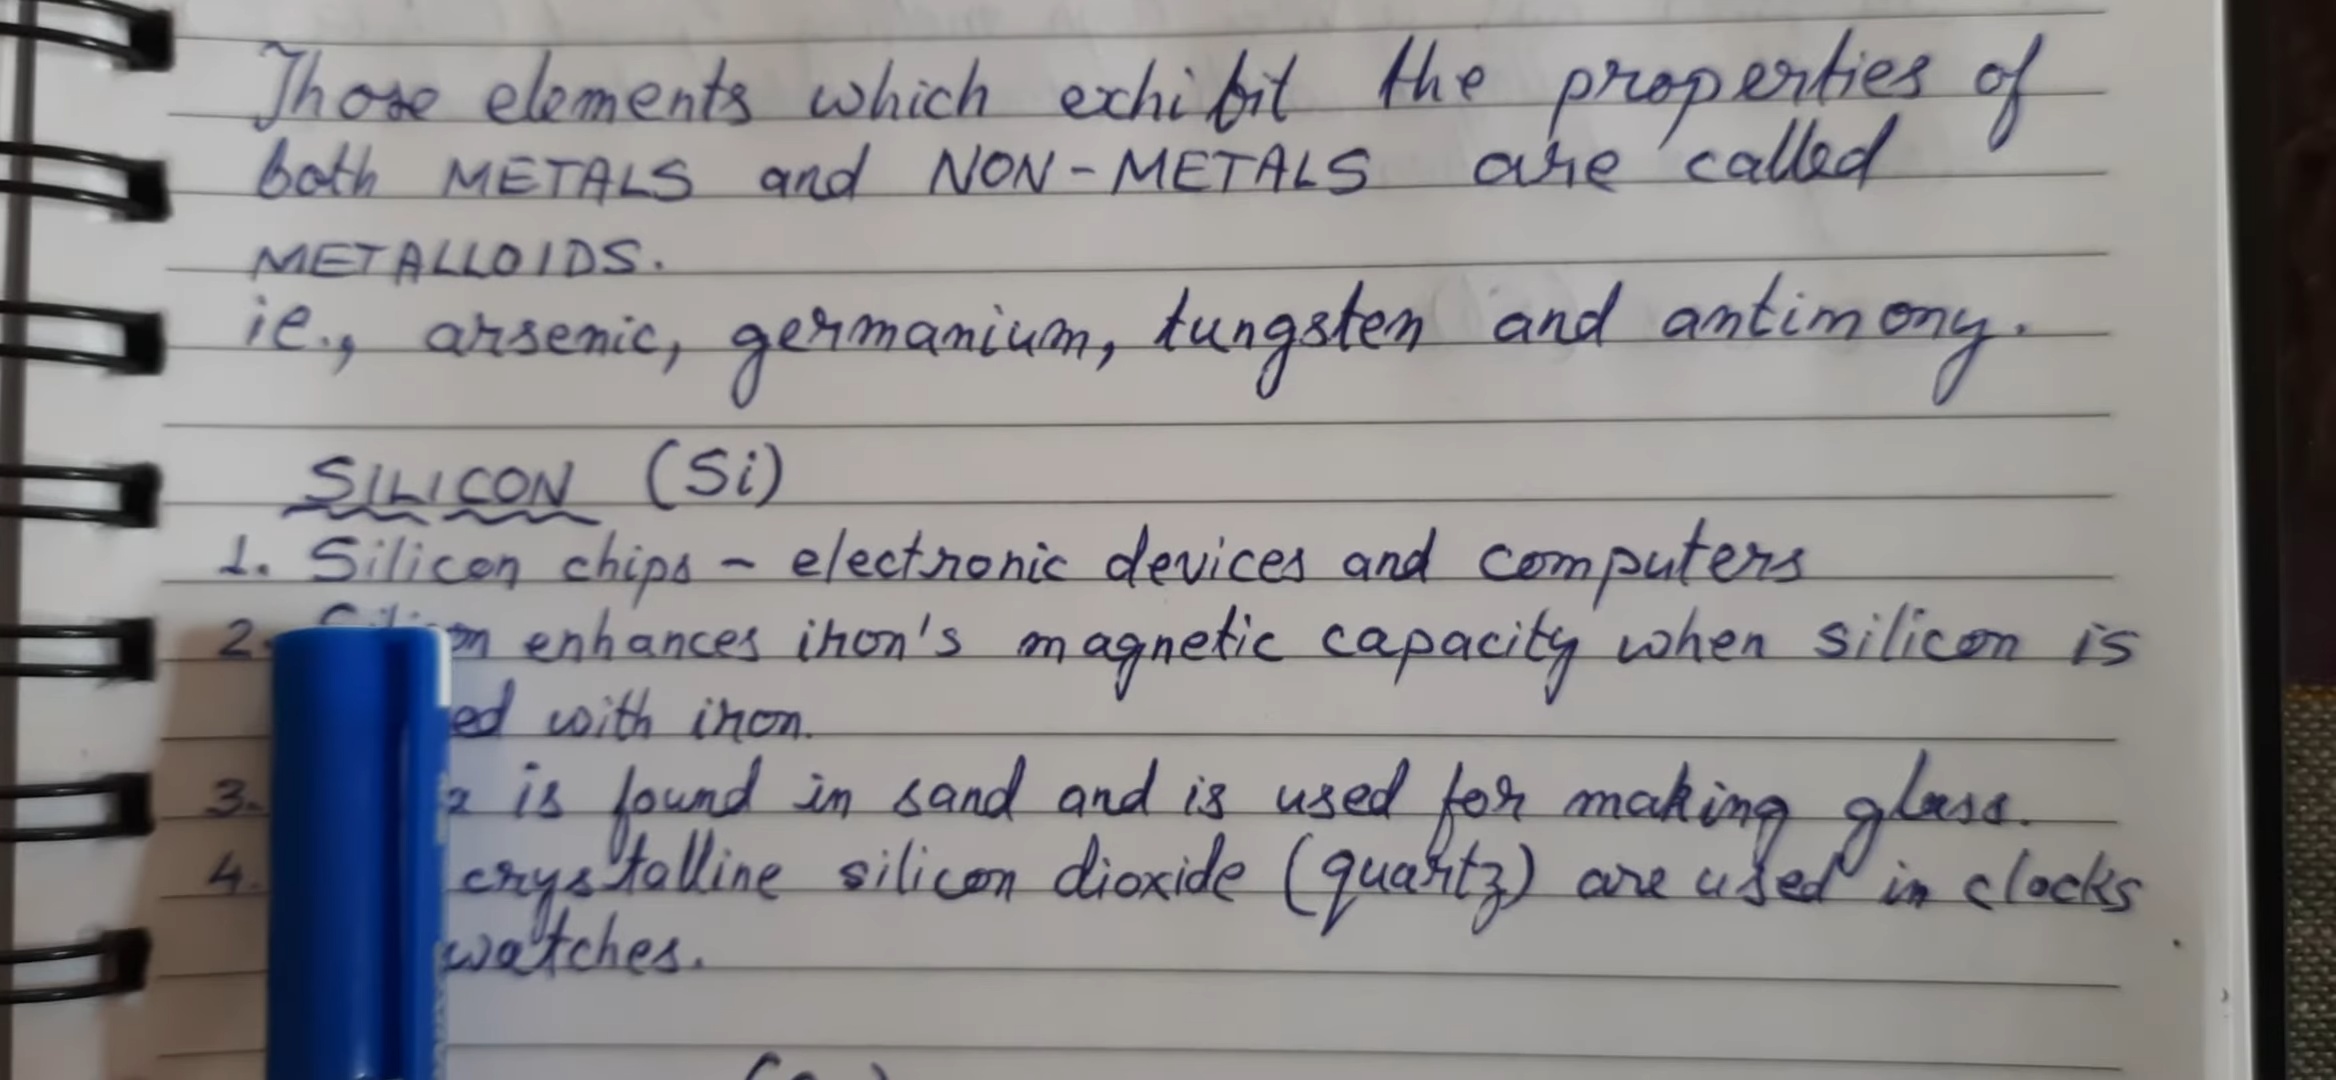 Those elements which exhibit the properties of
both METALS and NON-METALS are called
METALLOIDS.
ie., arsenic, germanium, tungsten and antimony.
SILICON (Si)
1. Silicon chips - electronic devices and computers
2. Silicon enhances iron's magnetic capacity when silicon is
ed with iron.
3. is found in sand and is used for making glass.
4. crystalline silicon dioxide (quartz) are used in clocks
watches.